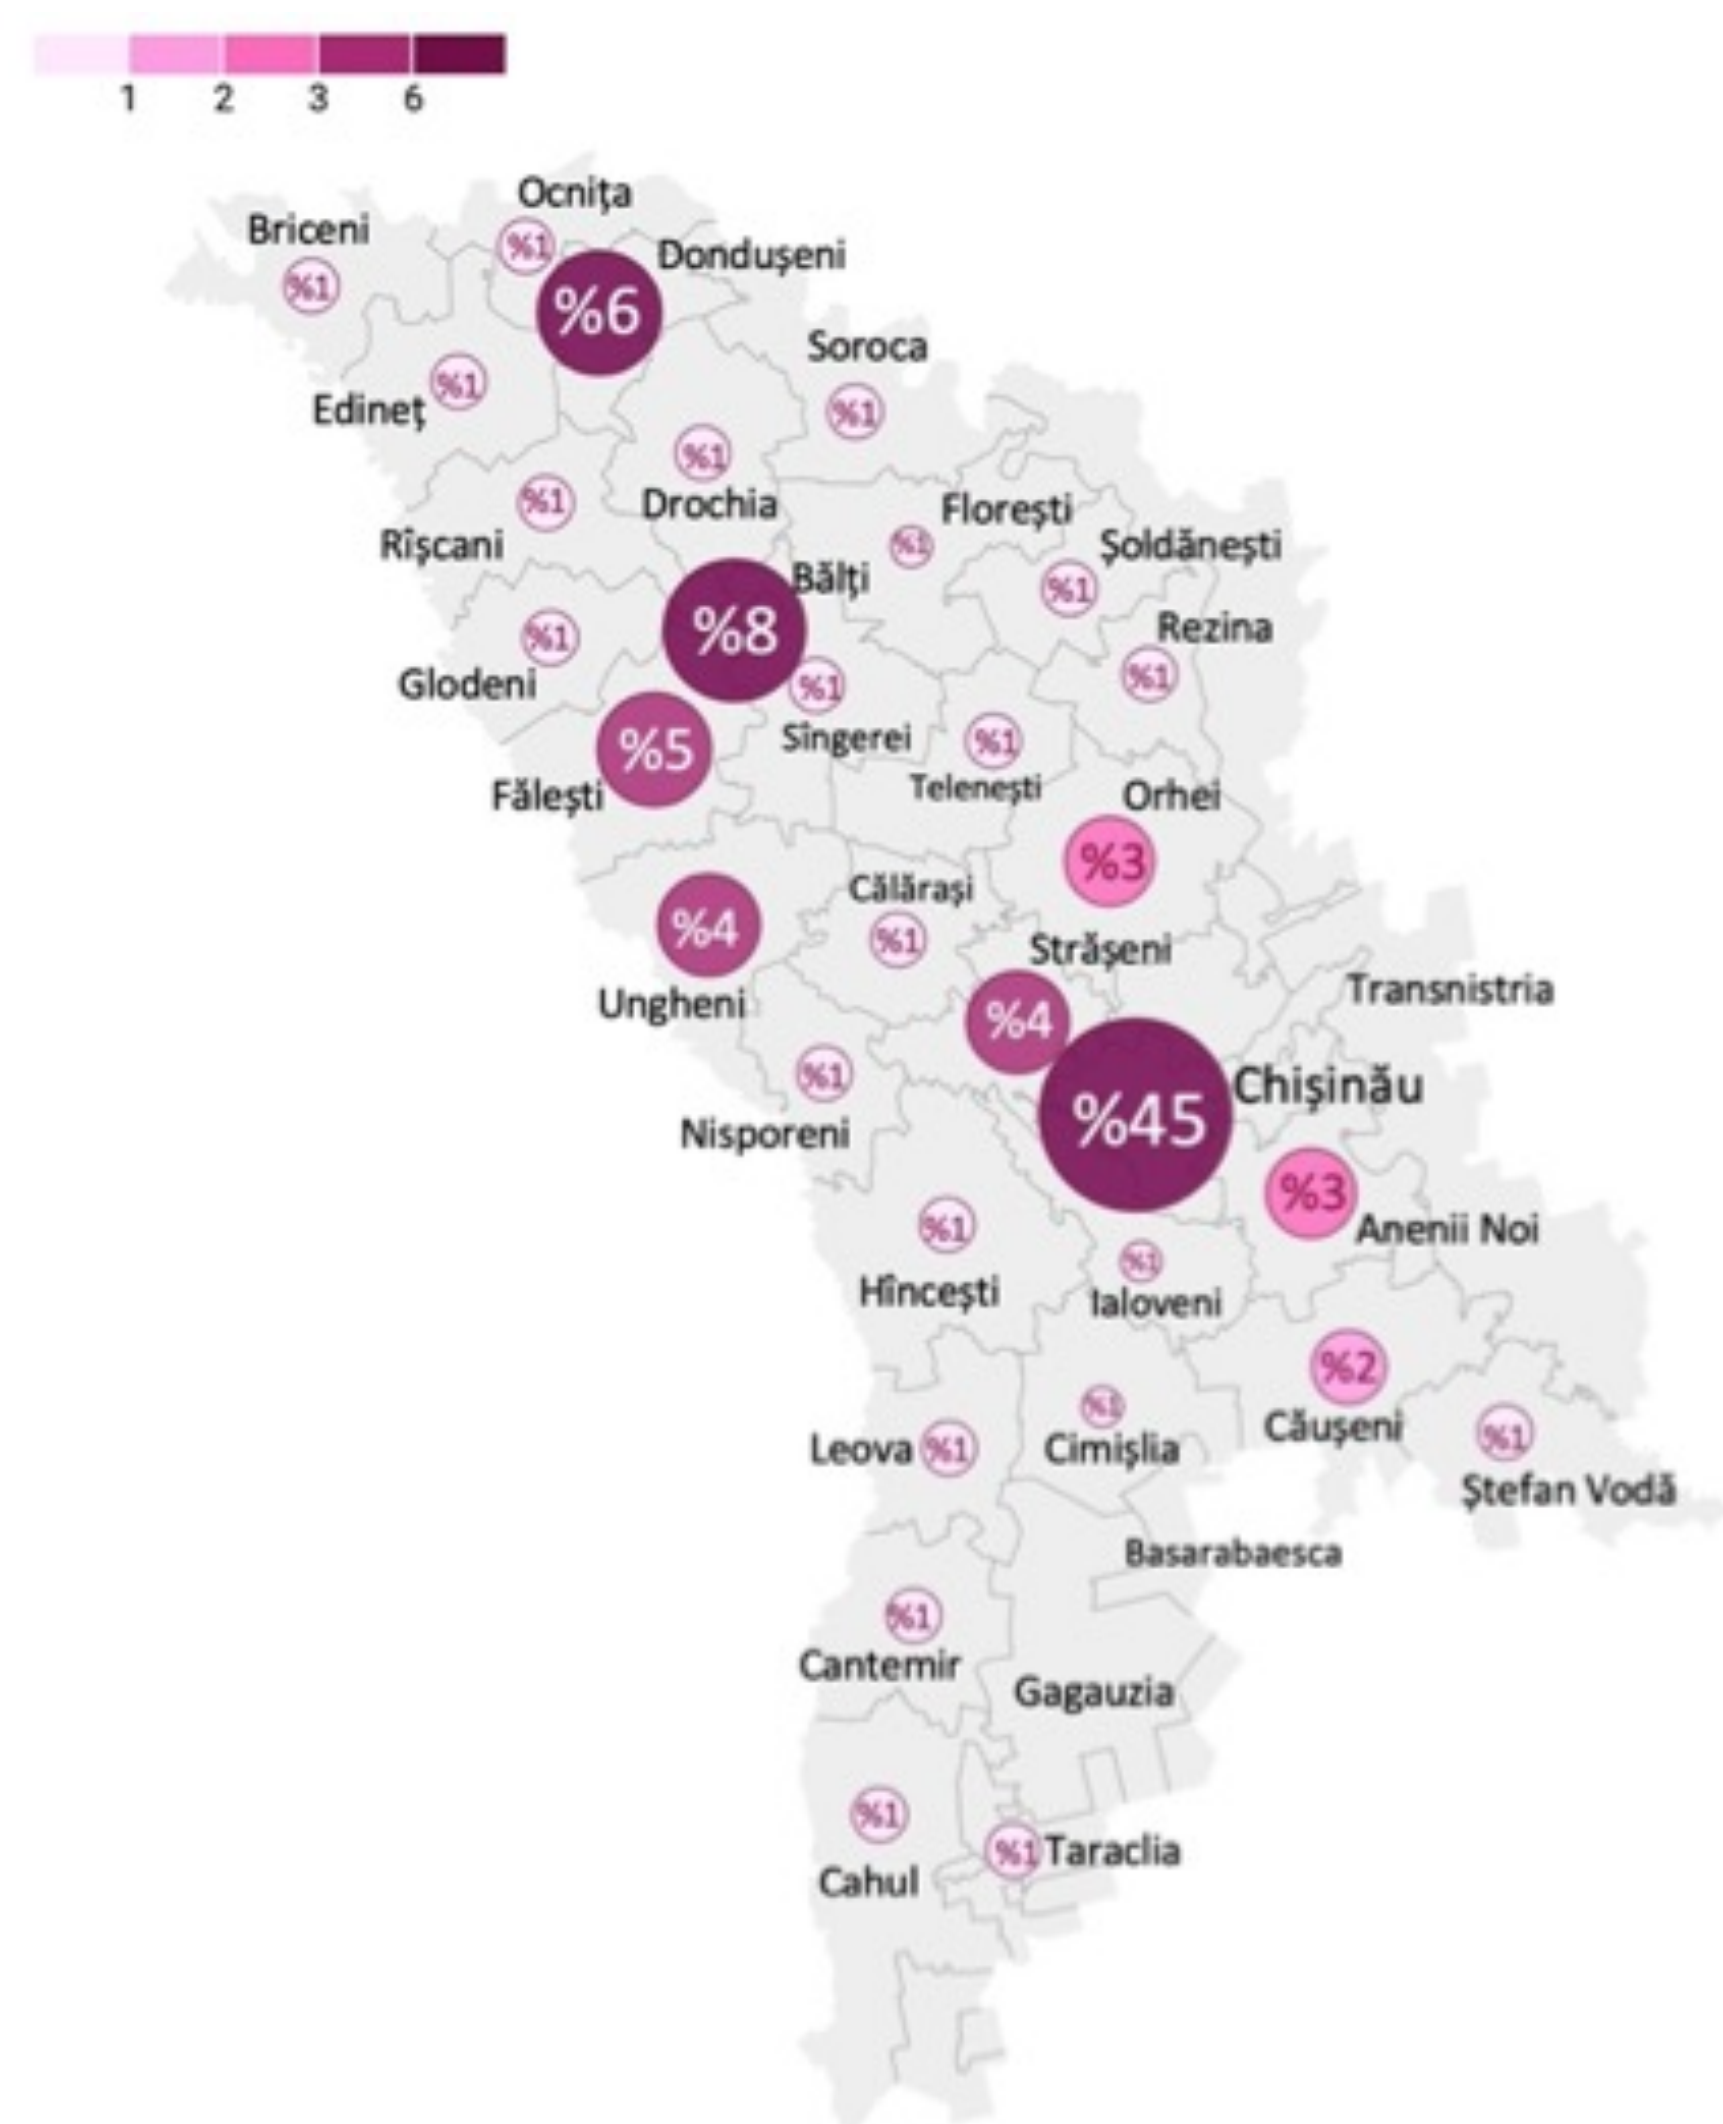 1 2 3 6
Ocnița
Briceni
%1
Dondușeni
%1
%6
Soroca
%1
Edineț
%1
%1
Drochia
%1
Rîșcani
Florești
%1
Șoldănești
%1
Bălți
%8
Rezina
%1
%1
Glodeni
%1
Sîngerei
%5
Fălești
%1
Telenești
Orhei
%3
Călărași
%1
%4
Ungheni
Strășeni
%4
Transnistria
%1
Nisporeni
Chișinău
%45
%3
Anenii Noi
%1
Hîncești
%1
Ialoveni
%2
Căușeni
%1
Cimișlia
Leova %1
%1
Ștefan Vodă
Basarabaesca
%1
Cantemir
Gagauzia
%1
Cahul
%1 Taraclia